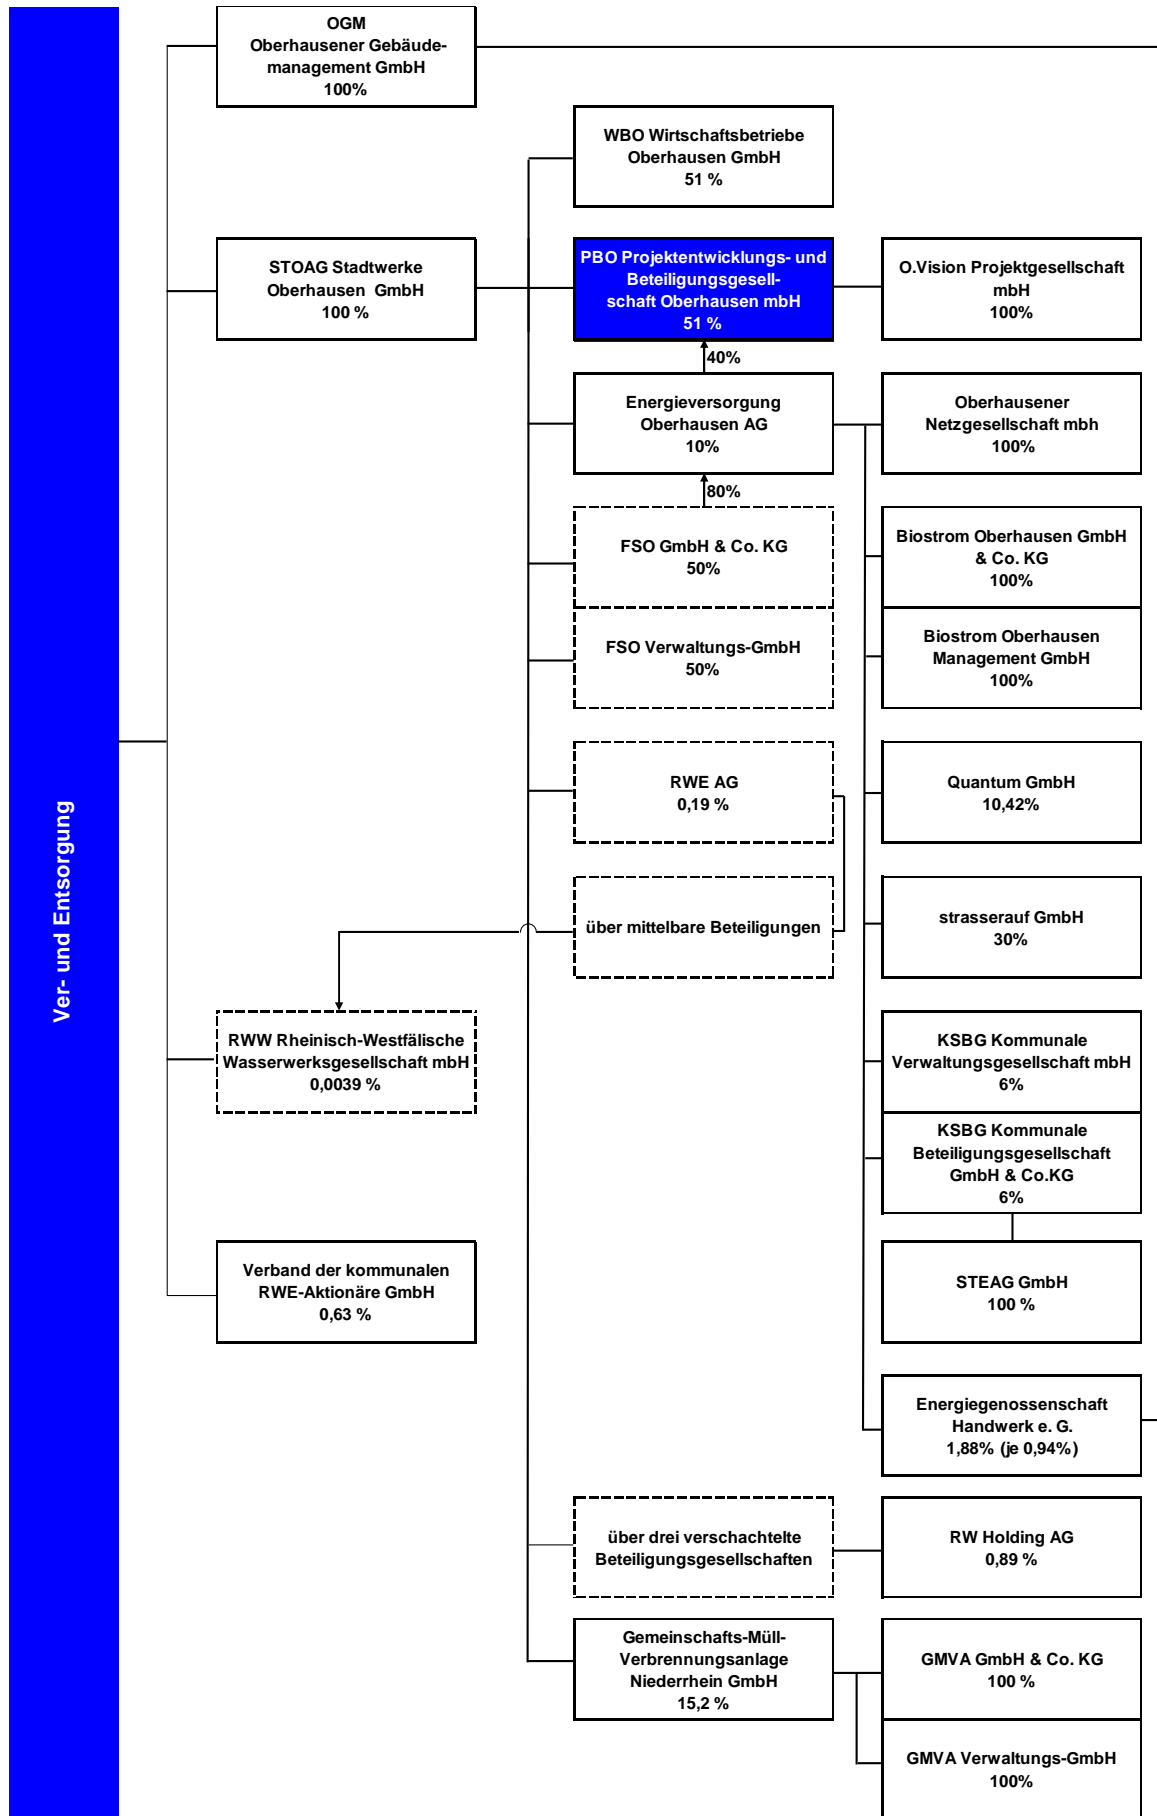 Ver- und Entsorgung
OGM
Oberhausener Gebäude-
management GmbH
100%
STOAG Stadtwerke
Oberhausen GmbH
100 %
RWW Rheinisch-Westfälische
Wasserwerksgesellschaft mbH
0,0039 %
Verband der kommunalen
RWE-Aktionäre GmbH
0,63 %
WBO Wirtschaftsbetriebe
Oberhausen GmbH
51 %
PBO Projektentwicklungs- und
Beteiligungsgesell-
schaft Oberhausen mbH
51 %
40%
Energieversorgung
Oberhausen AG
10%
80%
FSO GmbH & Co. KG
50%
FSO Verwaltungs-GmbH
50%
RWE AG
0,19 %
über mittelbare Beteiligungen
über drei verschachtelte
Beteiligungsgesellschaften
Gemeinschafts-Müll-
Verbrennungsanlage
Niederrhein GmbH
15,2 %
O.Vision Projektgesellschaft
mbH
100%
Oberhausener
Netzgesellschaft mbh
100%
Biostrom Oberhausen GmbH
& Co. KG
100%
Biostrom Oberhausen
Management GmbH
100%
Quantum GmbH
10,42%
strasserauf GmbH
30%
KSBG Kommunale
Verwaltungsgesellschaft mbH
6%
KSBG Kommunale
Beteiligungsgesellschaft
GmbH & Co.KG
6%
STEAG GmbH
100 %
Energiegenossenschaft
Handwerk e. G.
1,88% (je 0,94%)
RW Holding AG
0,89 %
GMVA GmbH & Co. KG
100 %
GMVA Verwaltungs-GmbH
100%